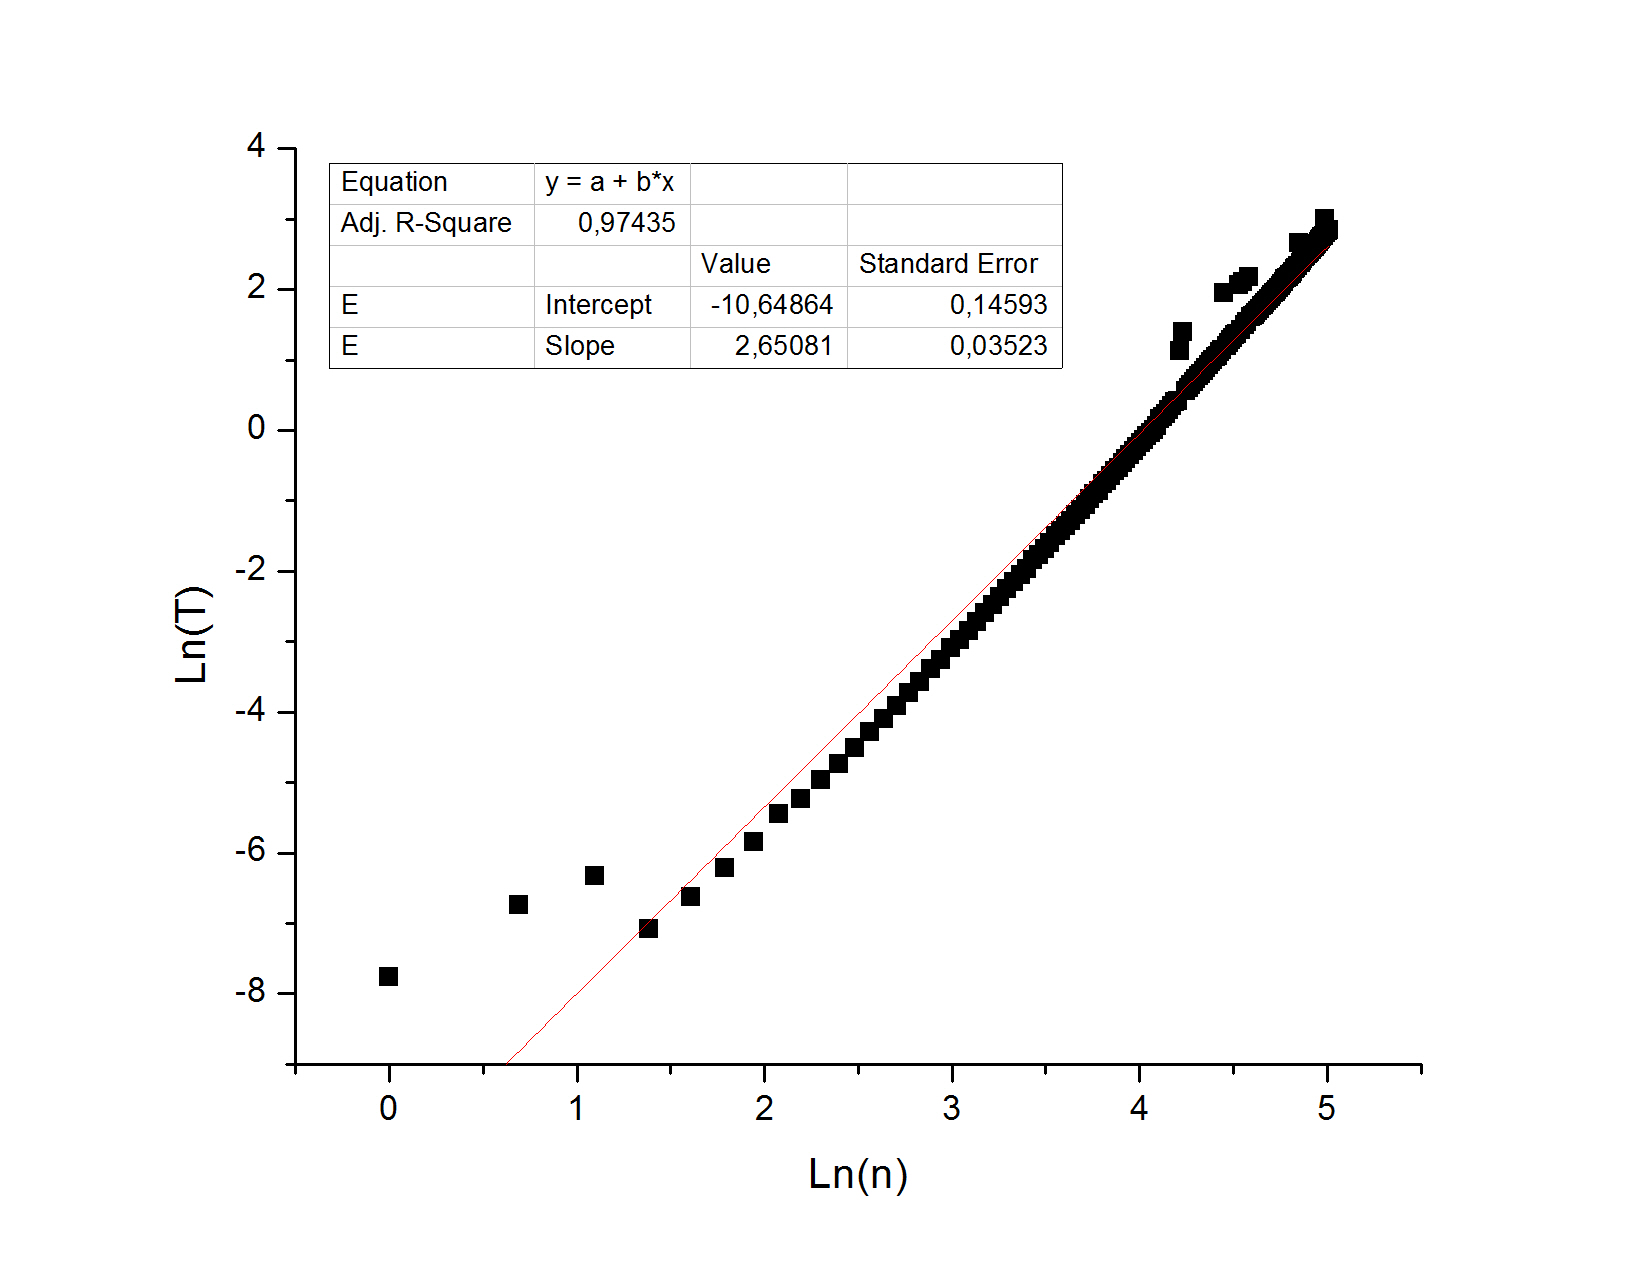 4
2
0
-2
-4
-6
-8
Ln(T)
Equation y = a + b*x
Adj. R-Square 0,97435
Value Standard Error
E Intercept -10,64864 0,14593
E Slope 2,65081 0,03523
0 1 2 3 4 5
Ln(n)